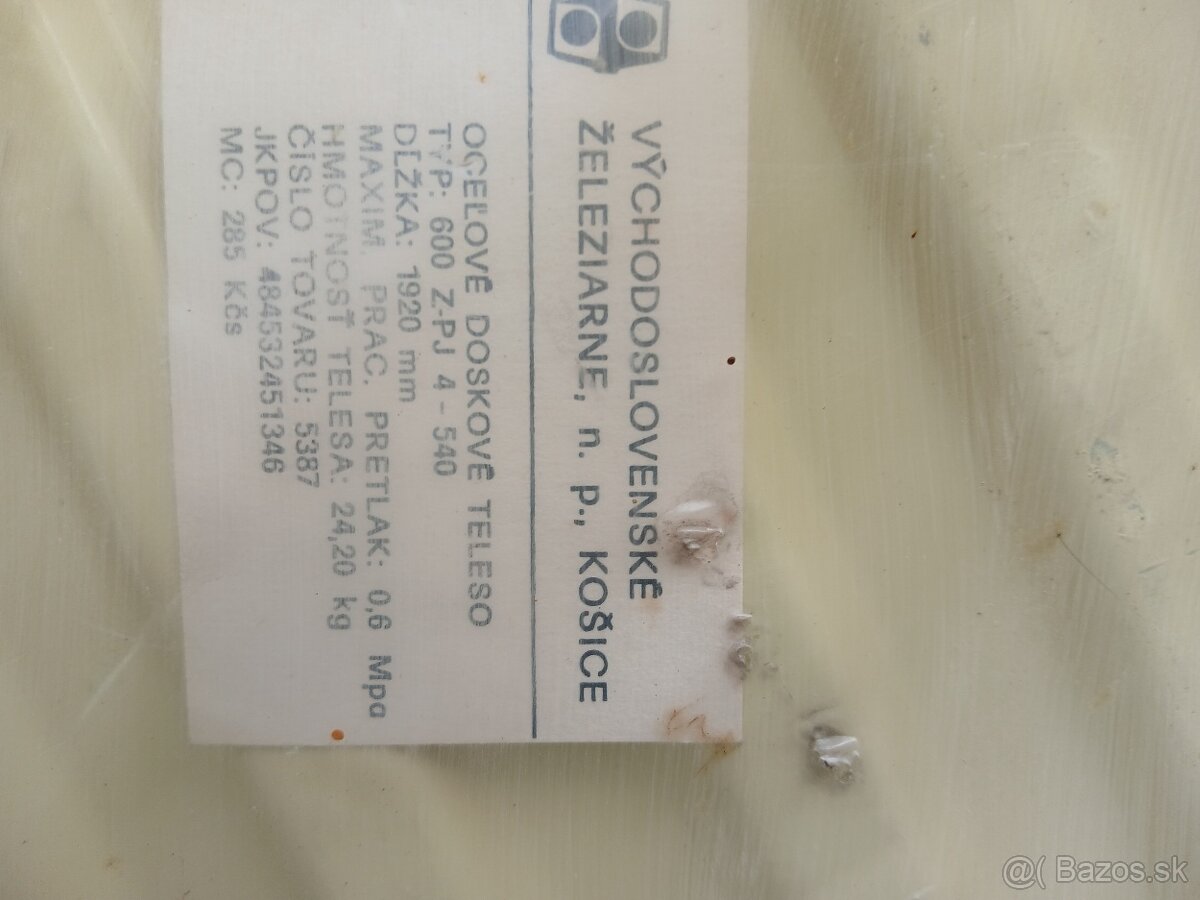 VÝCHODOSLOVENSKÉ
ŽELEZIARNE, n. p., KOŠICE
OCEĽOVÉ DOSKOVÉ TELESO
TYP: 600 Z-PJ 4 - 540
DĹŽKA: 1920 mm
MAXIM. PRAC. PRETLAK: 0,6 Mpa
HMOTNOSŤ TELESA: 24,20 kg
ČÍSLO TOVARU: 5387
JKPOV: 484532451346
MC: 285 Kčs
@( Bazos.sk